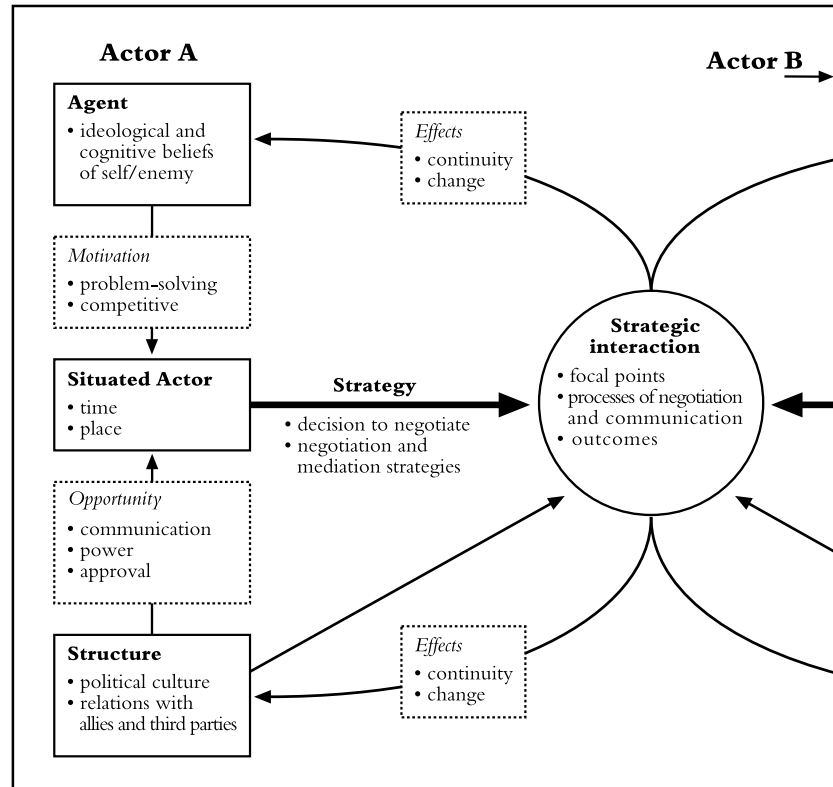 Actor A
Actor B
Agent
• ideological and
cognitive beliefs
of self/enemy
Effects
• continuity
• change
Motivation
• problem-solving
• competitive
Situated Actor
• time
• place
Strategy
• decision to negotiate
• negotiation and
mediation strategies
Strategic
interaction
• focal points
• processes of negotiation
and communication
• outcomes
Opportunity
• communication
• power
• approval
Structure
• political culture
• relations with
allies and third parties
Effects
• continuity
• change